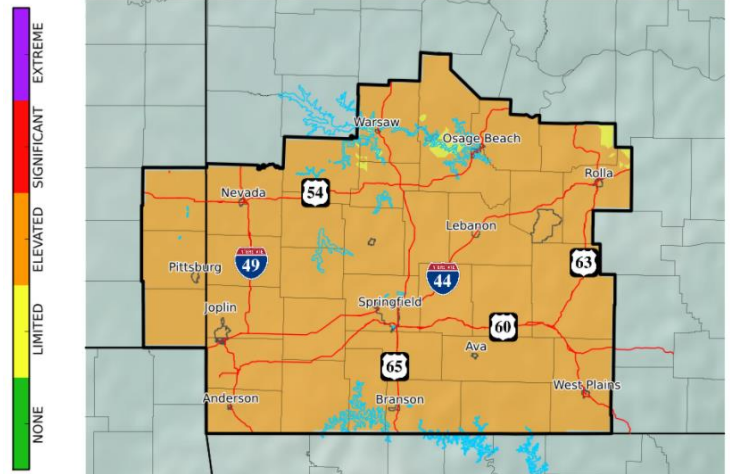 EXTREME
SIGNIFICANT
ELEVATED
LIMITED
NONE
Warsaw
Osage Beach
Rolla
54
Nevada
Lebanon
Pittsburg
49
44
63
Joplin
Springfield
60
Ava
65
West Plains
Anderson
Branson